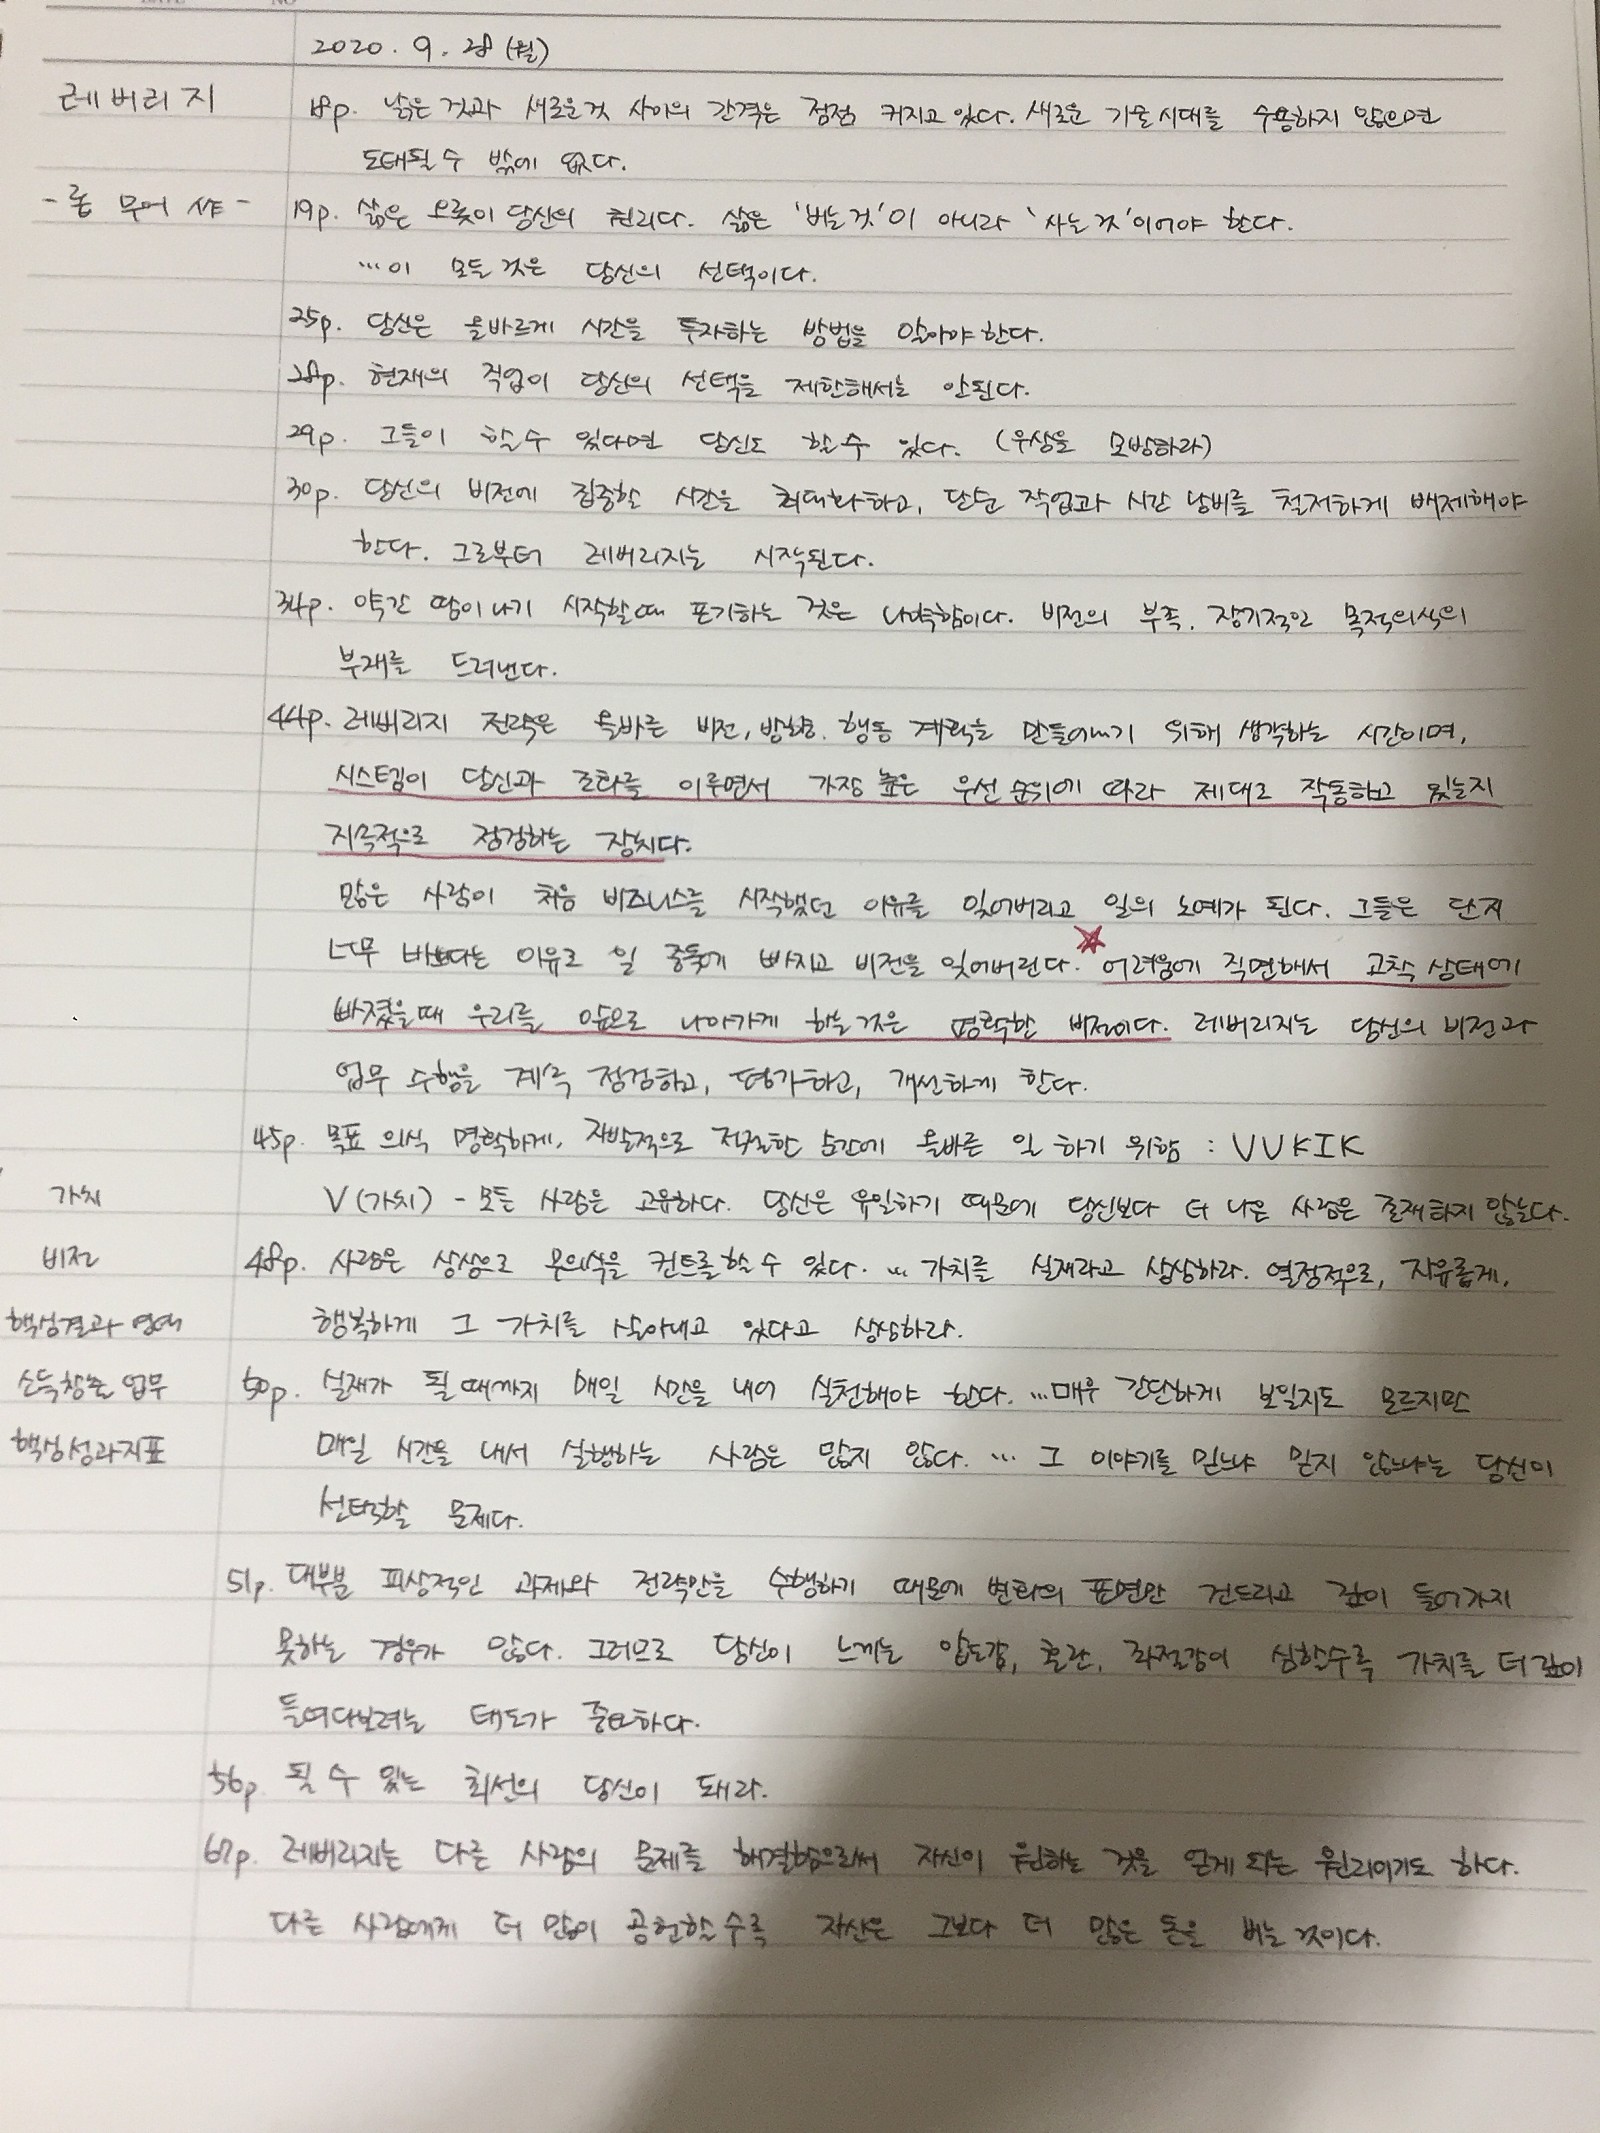 2020. 9. 28 (월)
레버리지 18p. 낡은 것과 새로운 것 사이의 간격은 점점 커지고 있다. 새로운 기술 시대를 수용하지 않으면
도태될 수 밖에 없다.
- 롭 무어 사 - 19p. 삶은 오롯이 당신의 권리다. 삶은 '버는 것'이 아니라 '사는 것'이어야 한다.
…이 모든 것은 당신의 선택이다.
25p. 당신은 올바르게 시간을 투자하는 방법을 알아야 한다.
28p. 현재의 직업이 당신의 선택을 제한해서는 안된다.
29p. 그들이 할 수 있다면 당신도 할 수 있다. (우상을 모방하라)
30p. 당신의 비전에 집중할 시간을 최대화하고, 단순 작업과 시간 낭비를 철저하게 배제해야
한다. 그로부터 레버리지는 시작된다.
34p. 약간 땀이 나기 시작할 때 포기하는 것은 나약함이다. 비전의 부족, 장기적인 목적의식의
부재를 드러낸다.
44p. 레버리지 전략은 올바른 비전, 방향, 행동 계획을 만들어내기 위해 생각하는 시간이며,
시스템이 당신과 조화를 이루면서 가장 높은 우선 순위에 따라 제대로 작동하고 있는지
지속적으로 점검하는 장치다.
많은 사람이 처음 비즈니스를 시작했던 이유를 잊어버리고 일의 노예가 된다. 그들은 단지
너무 바쁘다는 이유로 일 중독에 빠지고 비전을 잊어버린다. 어려움에 직면해서 고착 상태에
빠졌을 때 우리를 앞으로 나아가게 하는 것은 명확한 비전이다. 레버리지는 당신의 비전과
업무 수행을 계속 점검하고, 평가하고, 개선하게 한다.
45p. 목표 의식 명확하게, 자발적으로 적절한 순간에 올바른 일 하기 위함 : VVKIK
가치 V (가치) - 모든 사람은 고유하다. 당신은 유일하기 때문에 당신보다 더 나은 사람은 존재하지 않는다.
비전 48p. 사람은 상상으로 무의식을 컨트롤 할 수 있다. … 가치를 실재라고 상상하라. 열정적으로, 자유롭게,
핵심결과 영역 행복하게 그 가치를 살아내고 있다고 상상하라.
소득창출 업무 50p. 실재가 될 때까지 매일 시간을 내어 실천해야 한다. …매우 간단하게 보일지도 모르지만
핵심성과지표 매일 시간을 내서 실행하는 사람은 많지 않다. … 그 이야기를 믿느냐 믿지 않느냐는 당신이
선택할 문제다.
51p. 대부분 피상적인 과제와 전략만을 수행하기 때문에 변화의 표면만 건드리고 깊이 들어가지
못하는 경우가 많다. 그러므로 당신이 느끼는 압도감, 혼란, 좌절감이 심할수록 가치를 더 깊이
들여다보려는 태도가 중요하다.
56p. 될 수 있는 최선의 당신이 돼라.
67p. 레버리지는 다른 사람의 문제를 해결함으로써 자신이 원하는 것을 얻게 되는 원리이기도 하다.
다른 사람에게 더 많이 공헌할수록 자산은 그보다 더 많은 돈을 버는 것이다.